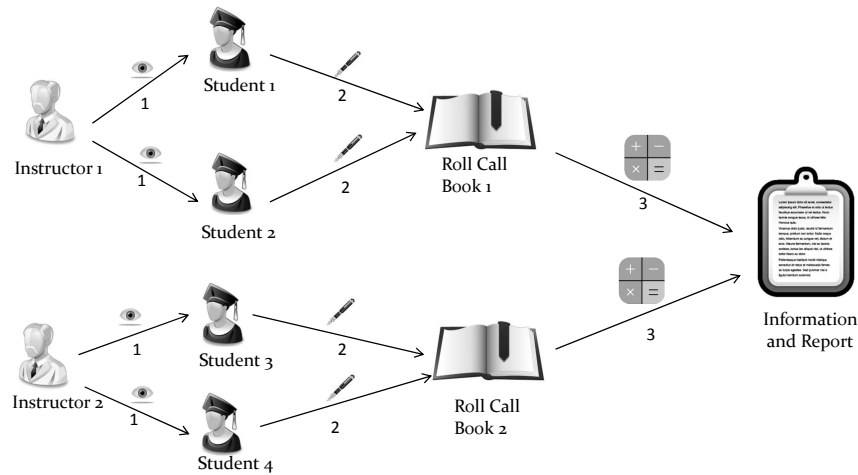 1
Student 1
2
Instructor 1
1
Student 2
2
Roll Call
Book 1
+ −
× =
3
Information
and Report
1
Student 3
2
Instructor 2
1
Student 4
2
Roll Call
Book 2
+ −
× =
3